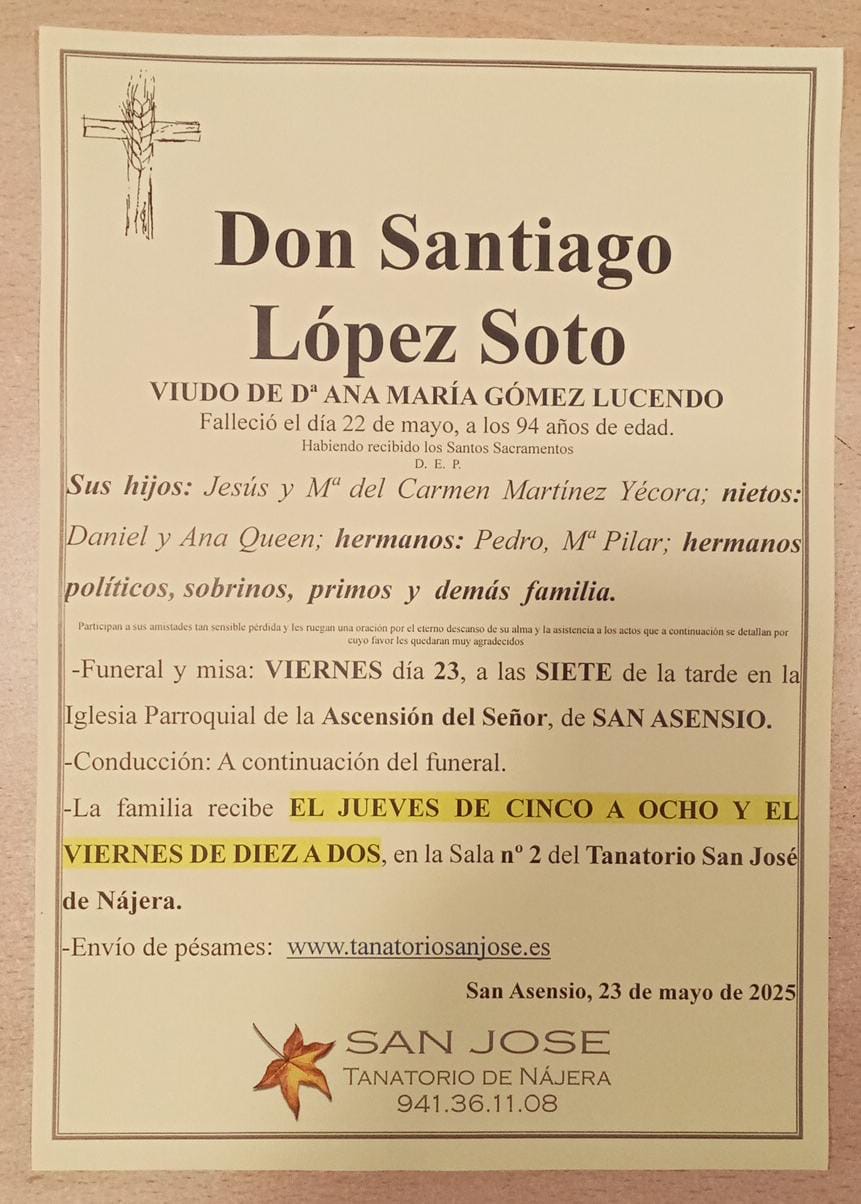 Don Santiago
López Soto
VIUDO DE Dª ANA MARÍA GÓMEZ LUCENDO
Falleció el día 22 de mayo, a los 94 años de edad.
Habiendo recibido los Santos Sacramentos
D. E. P.
Sus hijos: Jesús y Mª del Carmen Martínez Yécora; nietos:
Daniel y Ana Queen; hermanos: Pedro, Mª Pilar; hermanos
políticos, sobrinos, primos y demás familia.
Participan a sus amistades tan sensible pérdida y les ruegan una oración por el eterno descanso de su alma y la asistencia a los actos que a continuación se detallan por
cuyo favor les quedaran muy agradecidos
-Funeral y misa: VIERNES día 23, a las SIETE de la tarde en la
Iglesia Parroquial de la Ascensión del Señor, de SAN ASENSIO.
-Conducción: A continuación del funeral.
-La familia recibe EL JUEVES DE CINCO A OCHO Y EL
VIERNES DE DIEZ A DOS, en la Sala nº 2 del Tanatorio San José
de Nájera.
-Envío de pésames: www.tanatoriosanjose.es
San Asensio, 23 de mayo de 2025
SAN JOSE
TANATORIO DE NÁJERA
941.36.11.08